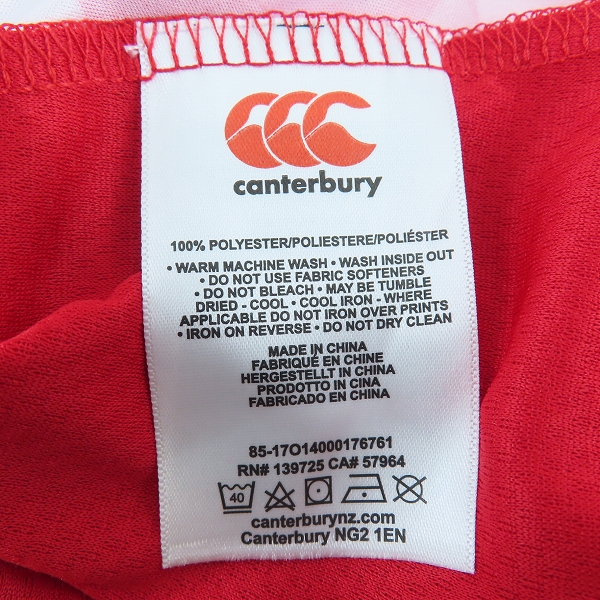 canterbury
100% POLYESTER/POLIESTERE/POLIÉSTER
• WARM MACHINE WASH • WASH INSIDE OUT
• DO NOT USE FABRIC SOFTENERS
• DO NOT BLEACH • MAY BE TUMBLE
DRIED - COOL • COOL IRON - WHERE
APPLICABLE DO NOT IRON OVER PRINTS
• IRON ON REVERSE • DO NOT DRY CLEAN
MADE IN CHINA
FABRIQUÉ EN CHINE
HERGESTELLT IN CHINA
PRODOTTO IN CINA
FABRICADO EN CHINA
85-17O14000176761
RN# 139725 CA# 57964
40
canterburynz.com
Canterbury NG2 1EN